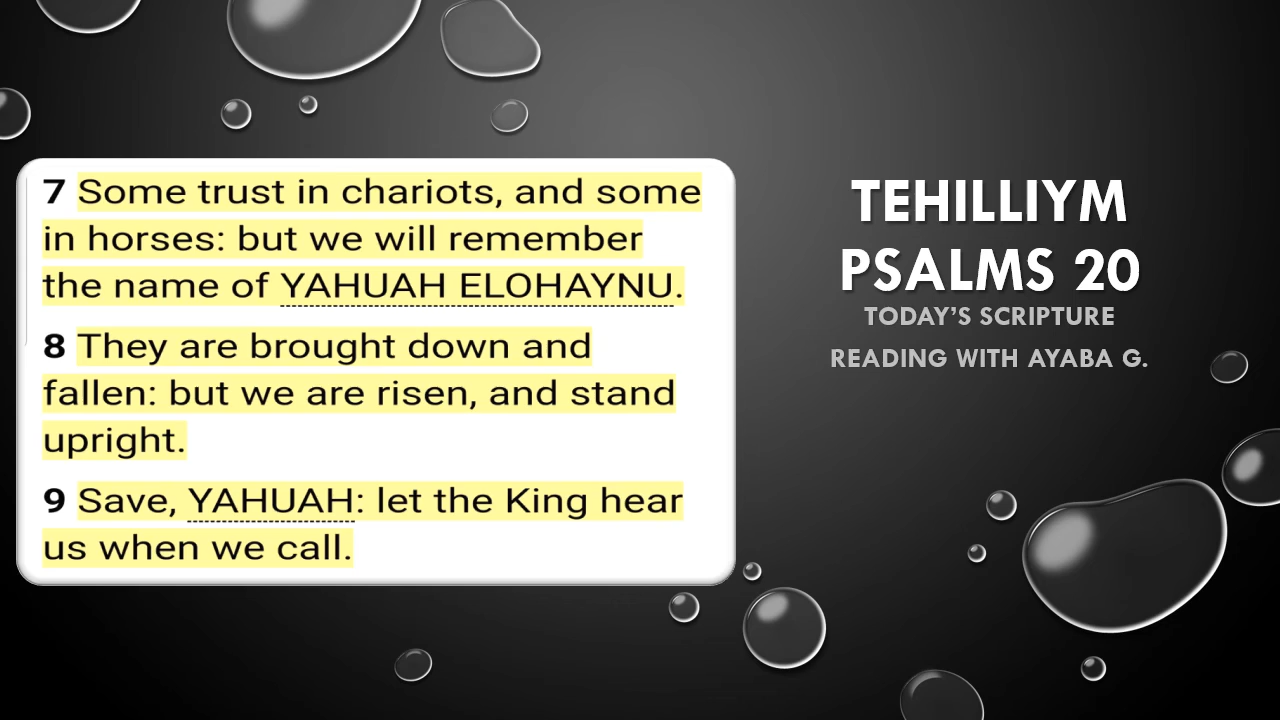 7 Some trust in chariots, and some
in horses: but we will remember
the name of YAHUAH ELOHAYNU.
8 They are brought down and
fallen: but we are risen, and stand
upright.
9 Save, YAHUAH: let the King hear
us when we call.
TEHILLIYM
PSALMS 20
TODAY’S SCRIPTURE
READING WITH AYABA G.